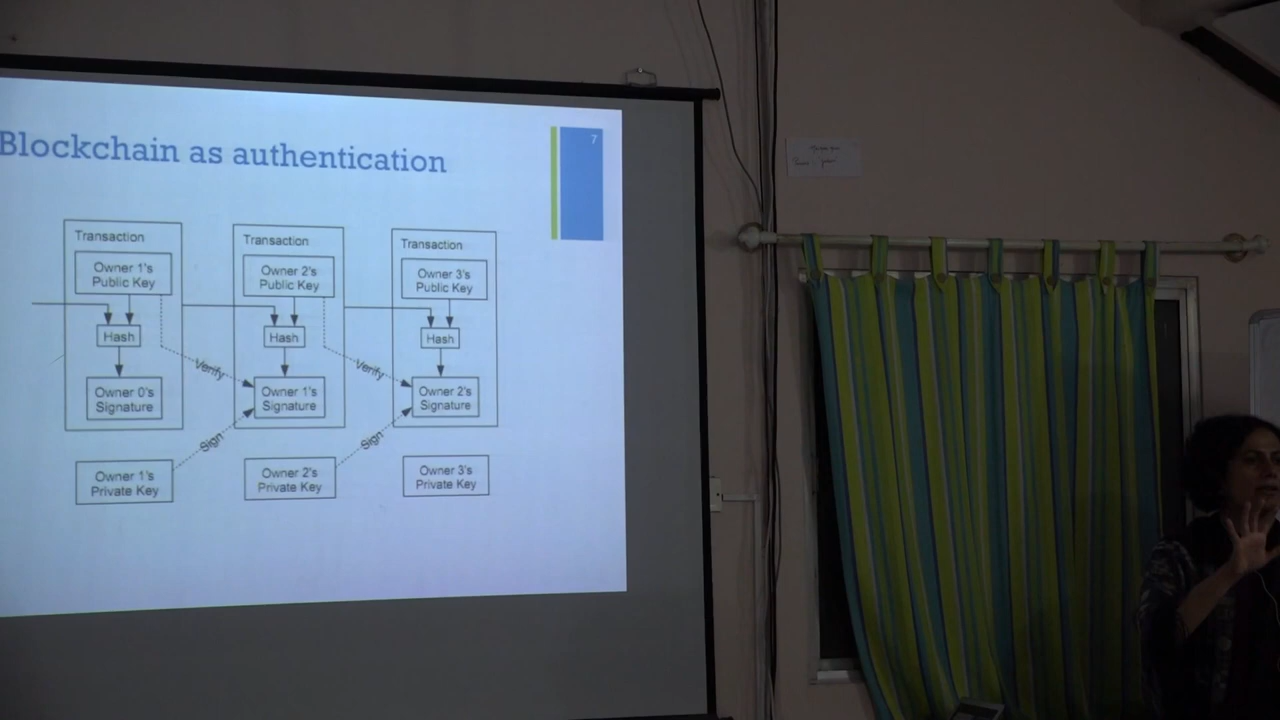 7
Blockchain as authentication
Transaction
Owner 1's
Public Key
Hash
Owner 0's
Signature
Transaction
Owner 2's
Public Key
Hash
Owner 1's
Signature
Transaction
Owner 3's
Public Key
Hash
Owner 2's
Signature
Verify
Verify
Sign
Sign
Owner 1's
Private Key
Owner 2's
Private Key
Owner 3's
Private Key